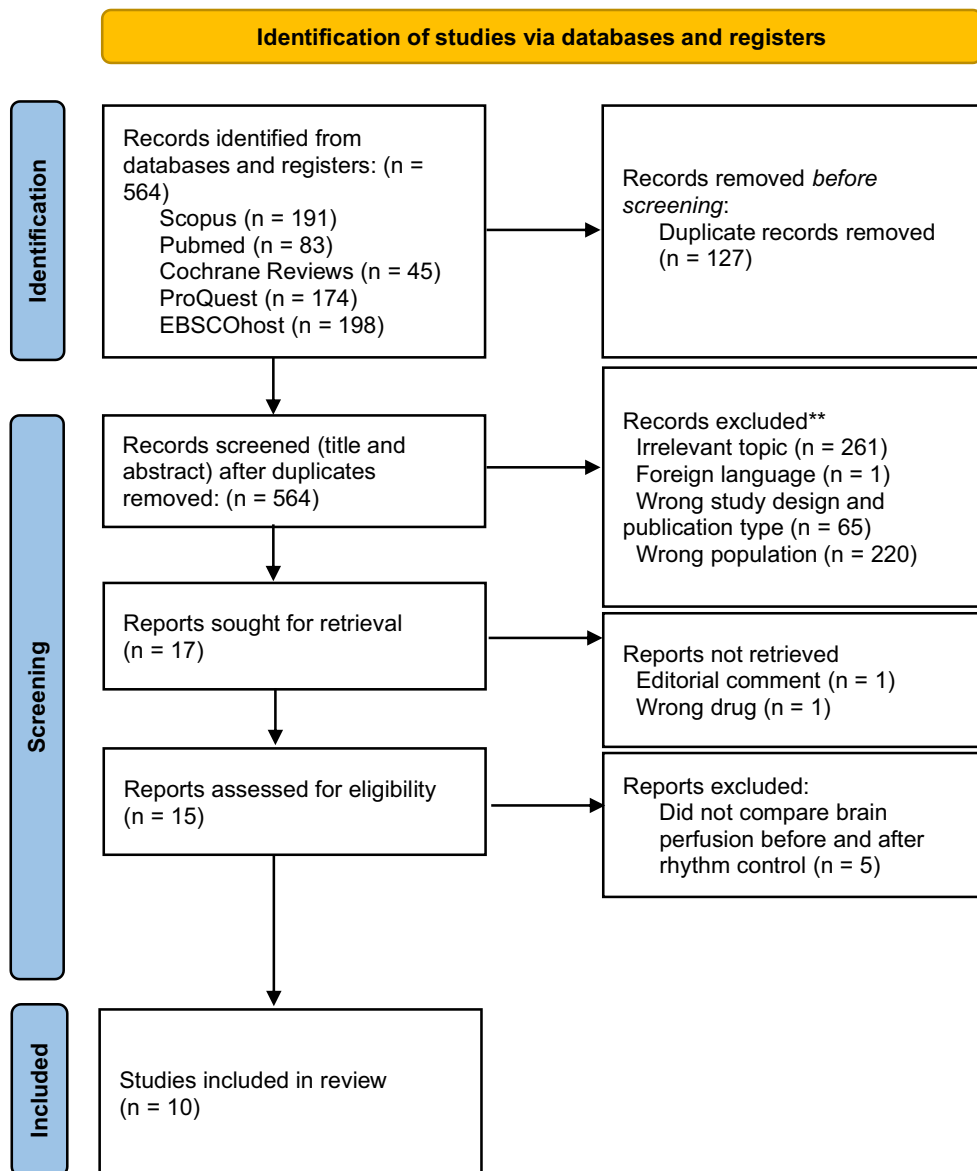 Identification of studies via databases and registers
Identification
Records identified from
databases and registers: (n =
564)
Scopus (n = 191)
Pubmed (n = 83)
Cochrane Reviews (n = 45)
ProQuest (n = 174)
EBSCOhost (n = 198)
Records removed before
screening:
Duplicate records removed
(n = 127)
Screening
Records screened (title and
abstract) after duplicates
removed: (n = 564)
Records excluded**
Irrelevant topic (n = 261)
Foreign language (n = 1)
Wrong study design and
publication type (n = 65)
Wrong population (n = 220)
Reports sought for retrieval
(n = 17)
Reports not retrieved
Editorial comment (n = 1)
Wrong drug (n = 1)
Reports assessed for eligibility
(n = 15)
Reports excluded:
Did not compare brain
perfusion before and after
rhythm control (n = 5)
Included
Studies included in review
(n = 10)